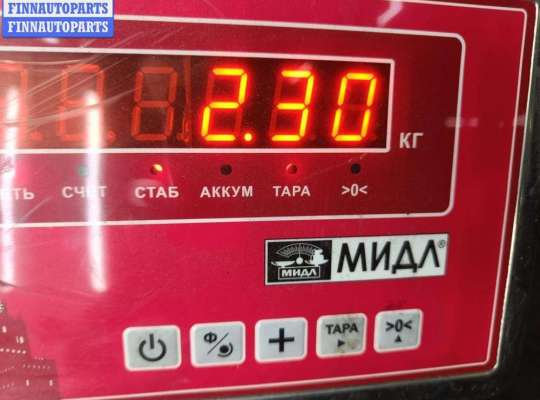 FINNAUTOPARTS
FINNAUTOPARTS
2.30 КГ
СЧЕТ СТАБ АККУМ ТАРА >0<
МИДЛ МИДЛ®
Ф/ + ТАРА >0<